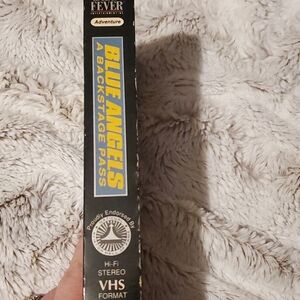 FEVER
Adventure
BLUE ANGELS
A BACKSTAGE PASS
Proudly Endorsed By
Hi-Fi
STEREO
VHS
FORMAT